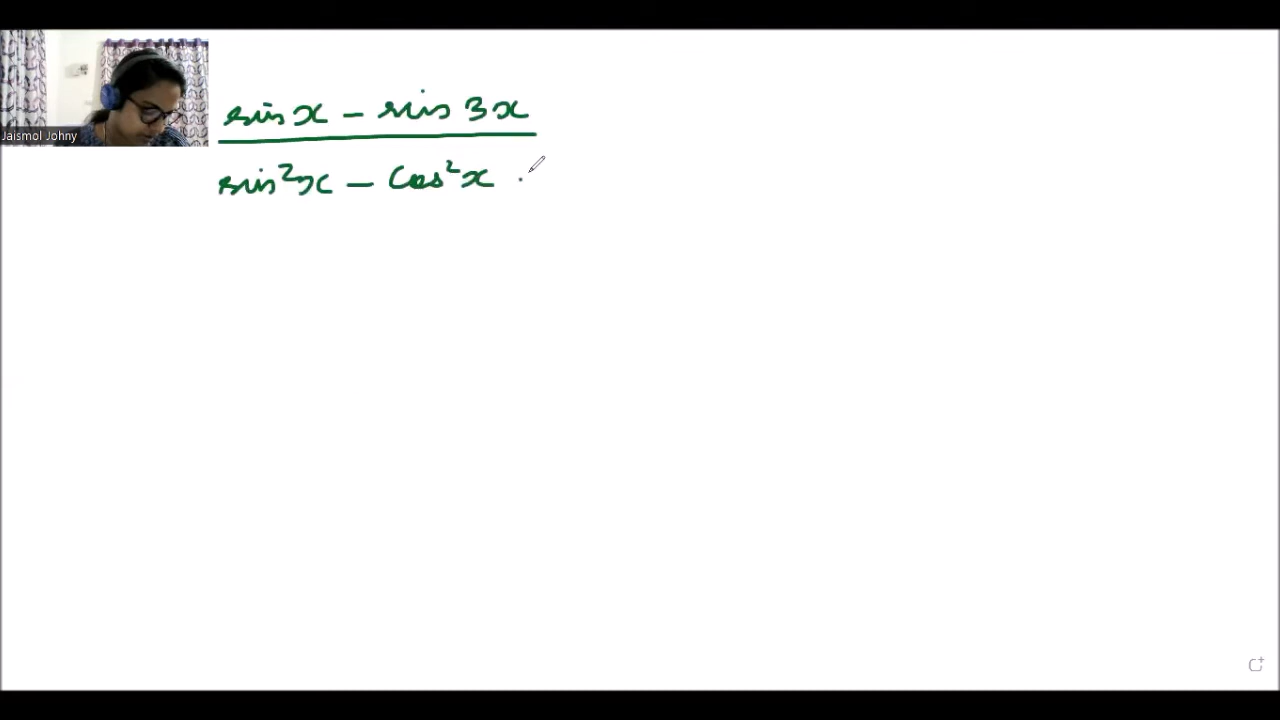 Jaismol Johny
sin x - sin 3x
sin²x - cos²x .